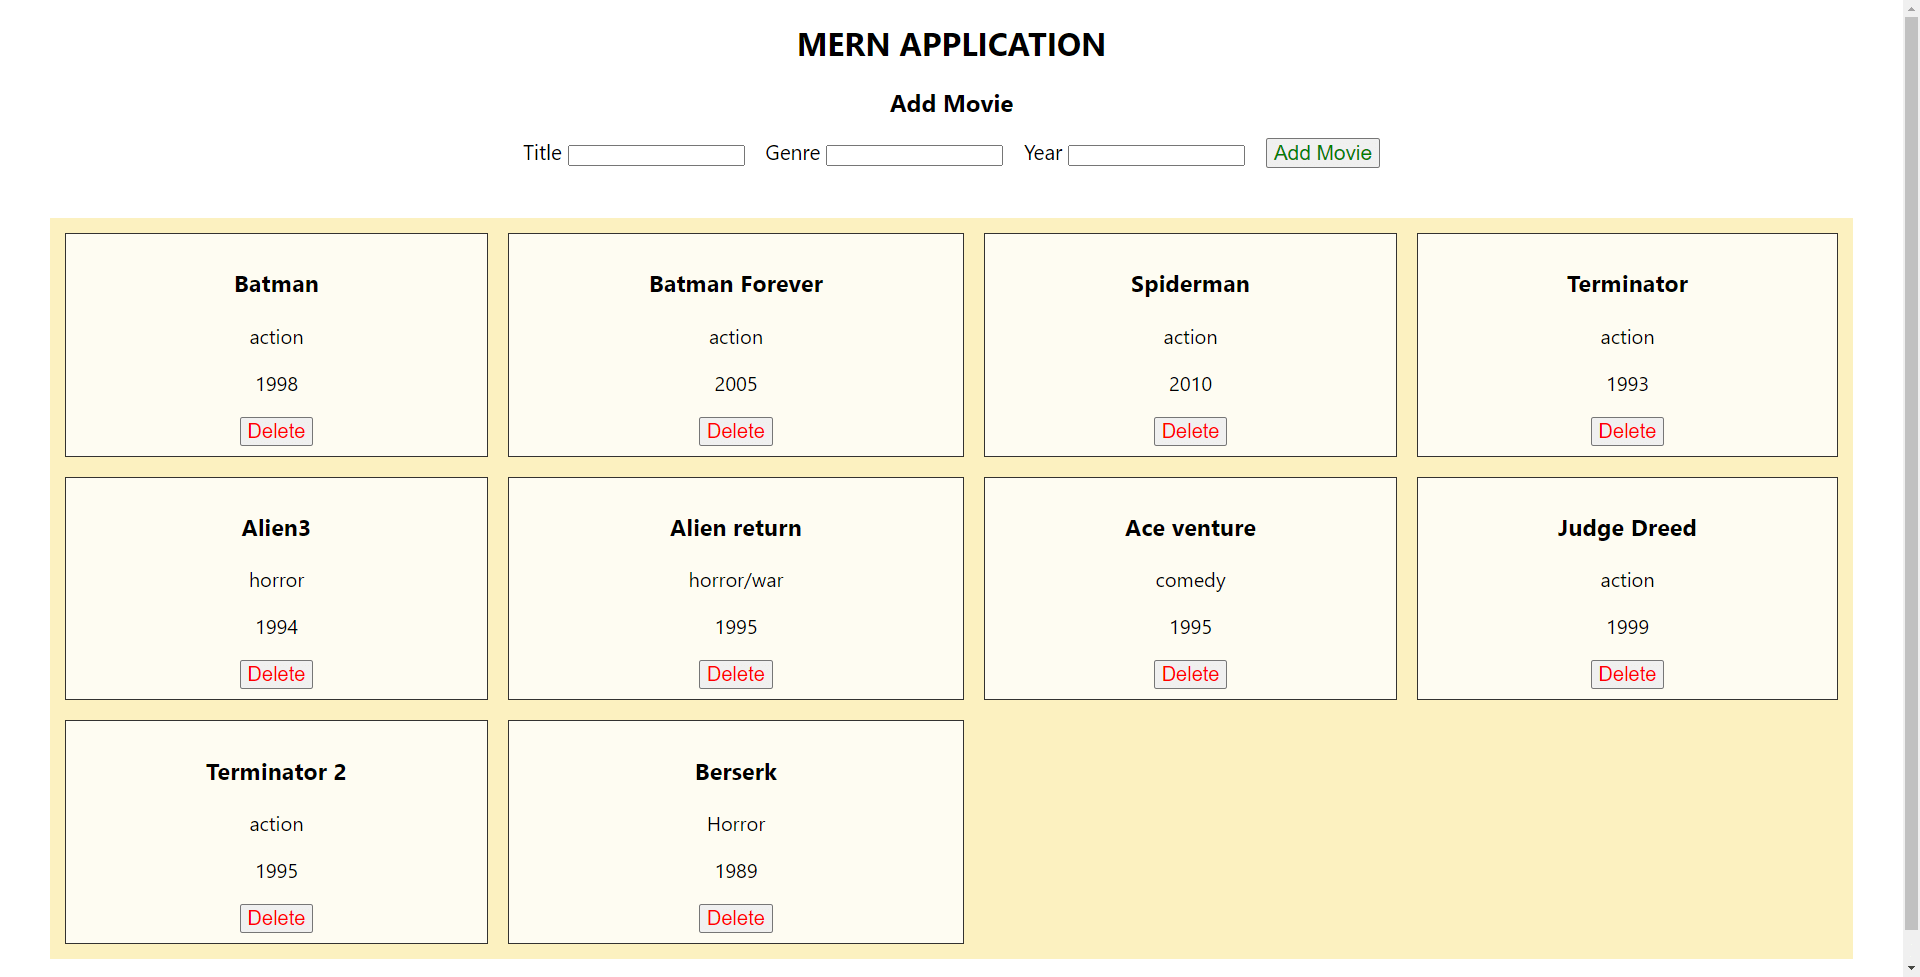 MERN APPLICATION
Add Movie
Title Genre Year Add Movie
Batman
action
1998
Delete
Batman Forever
action
2005
Delete
Spiderman
action
2010
Delete
Terminator
action
1993
Delete
Alien3
horror
1994
Delete
Alien return
horror/war
1995
Delete
Ace venture
comedy
1995
Delete
Judge Dreed
action
1999
Delete
Terminator 2
action
1995
Delete
Berserk
Horror
1989
Delete